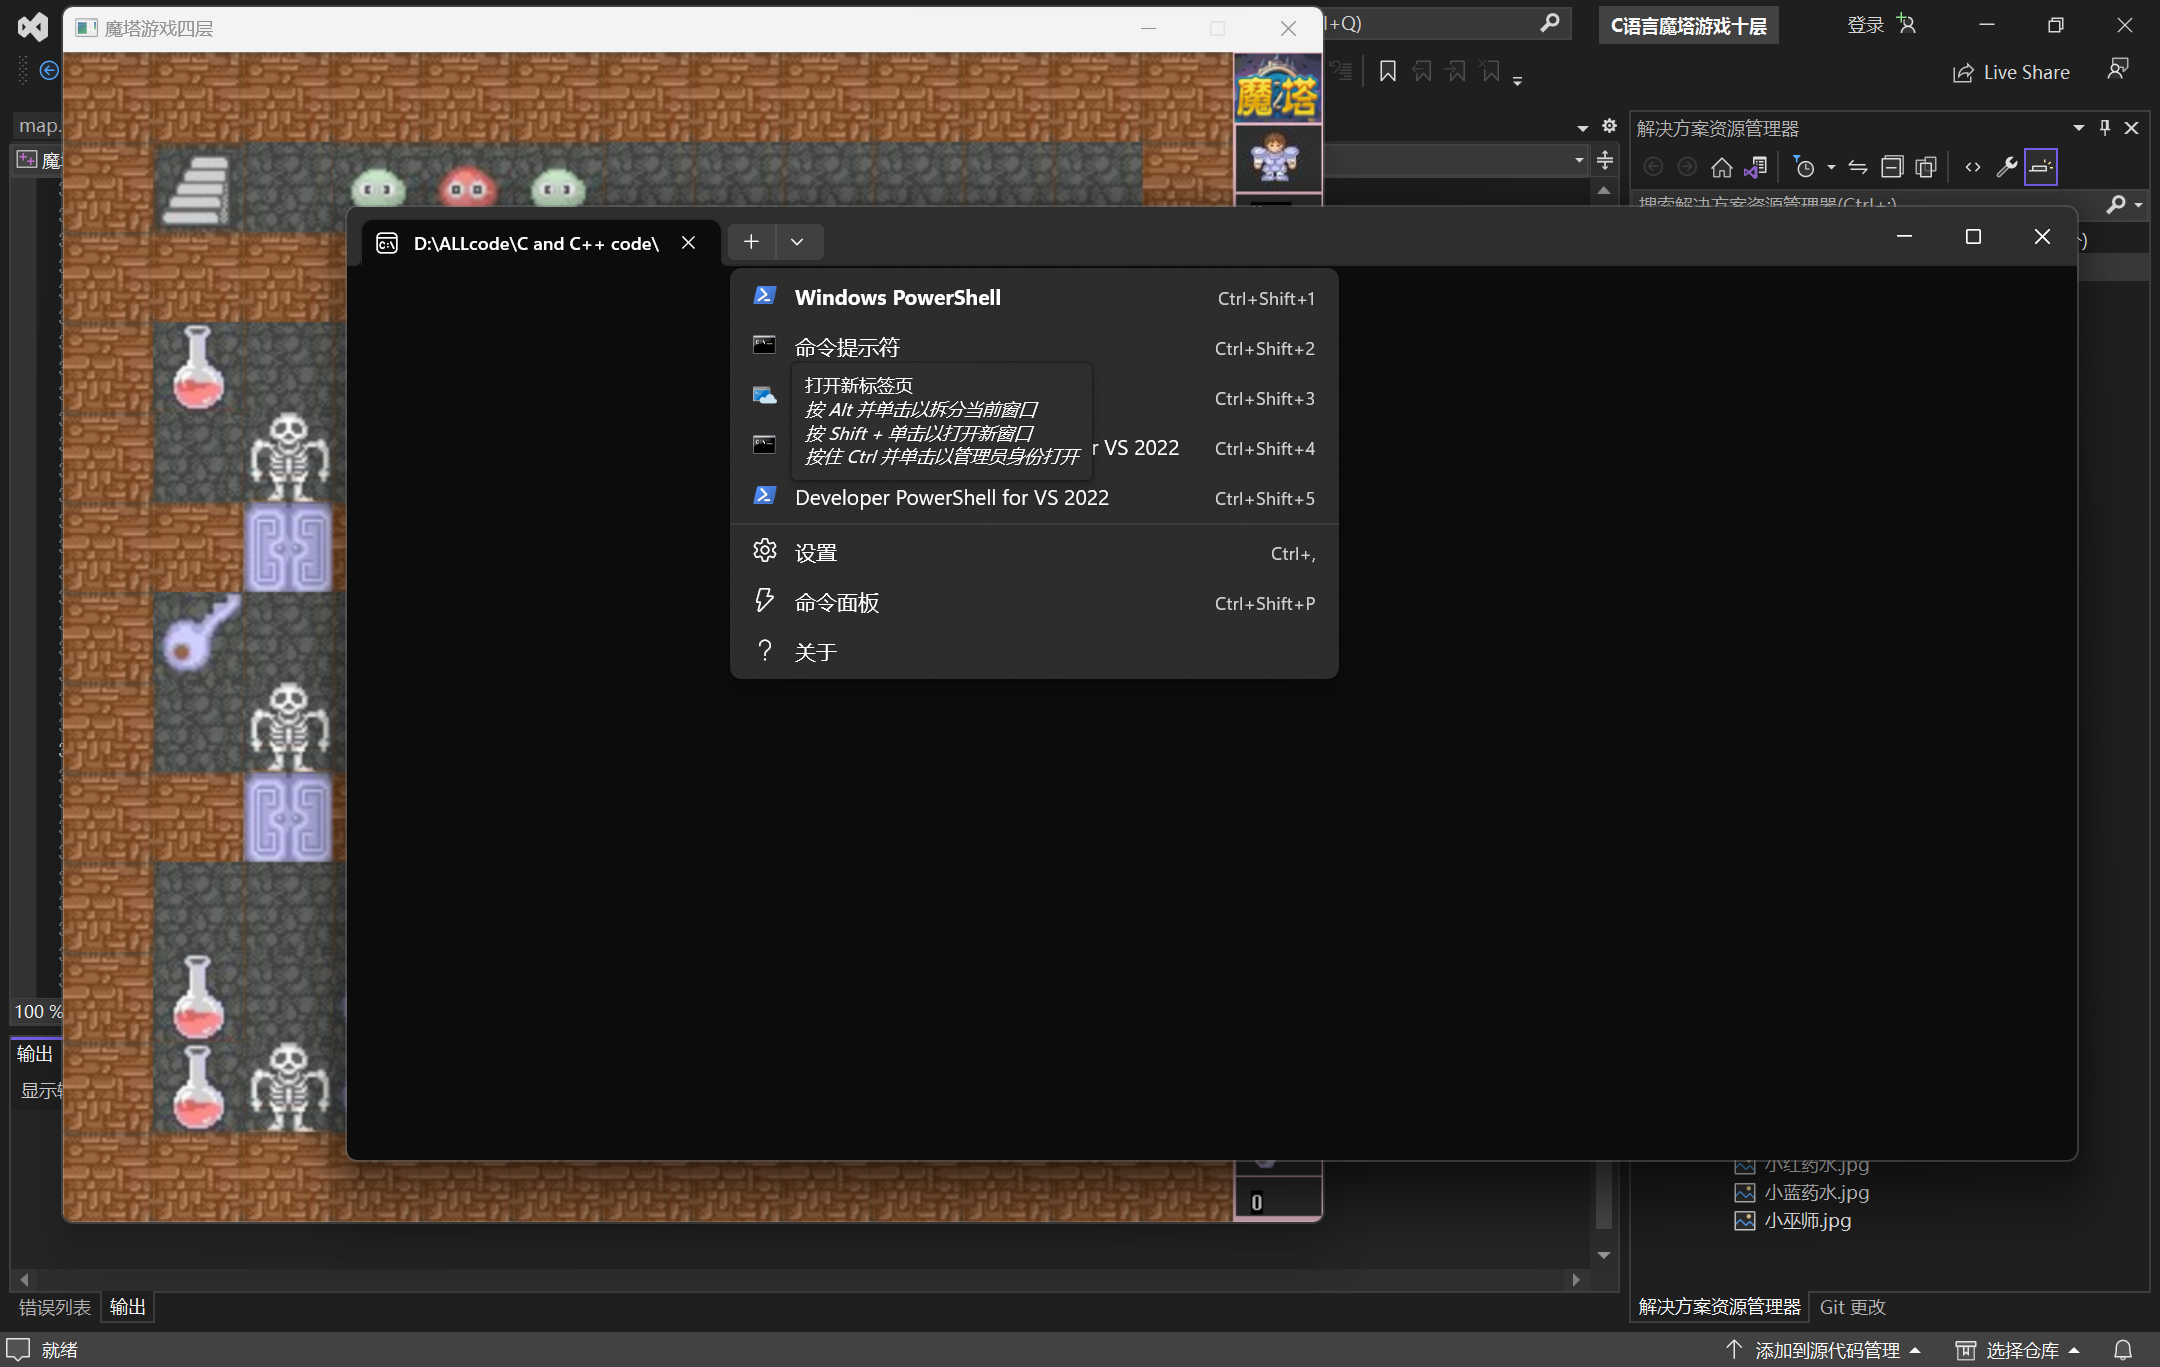 魔塔游戏四层
l+Q)
C语言魔塔游戏十层
登录
Live Share
map.
魔塔
解决方案资源管理器
搜索解决方案资源管理器(Ctrl+;)
D:\ALLcode\C and C++ code\
Windows PowerShell Ctrl+Shift+1
命令提示符 Ctrl+Shift+2
Ctrl+Shift+3
打开新标签页
按 Alt 并单击以拆分当前窗口
按 Shift + 单击以打开新窗口
按住 Ctrl 并单击以管理员身份打开
r VS 2022 Ctrl+Shift+4
Developer PowerShell for VS 2022 Ctrl+Shift+5
设置 Ctrl+,
命令面板 Ctrl+Shift+P
关于
100 %
输出
显示
小红药水.jpg
小蓝药水.jpg
小巫师.jpg
0
错误列表
输出
解决方案资源管理器
Git 更改
就绪
添加到源代码管理
选择仓库